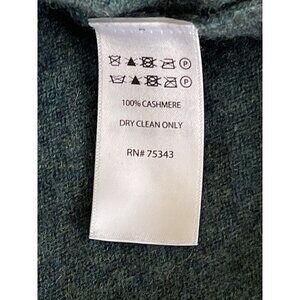 P
P
100% CASHMERE
DRY CLEAN ONLY
RN# 75343